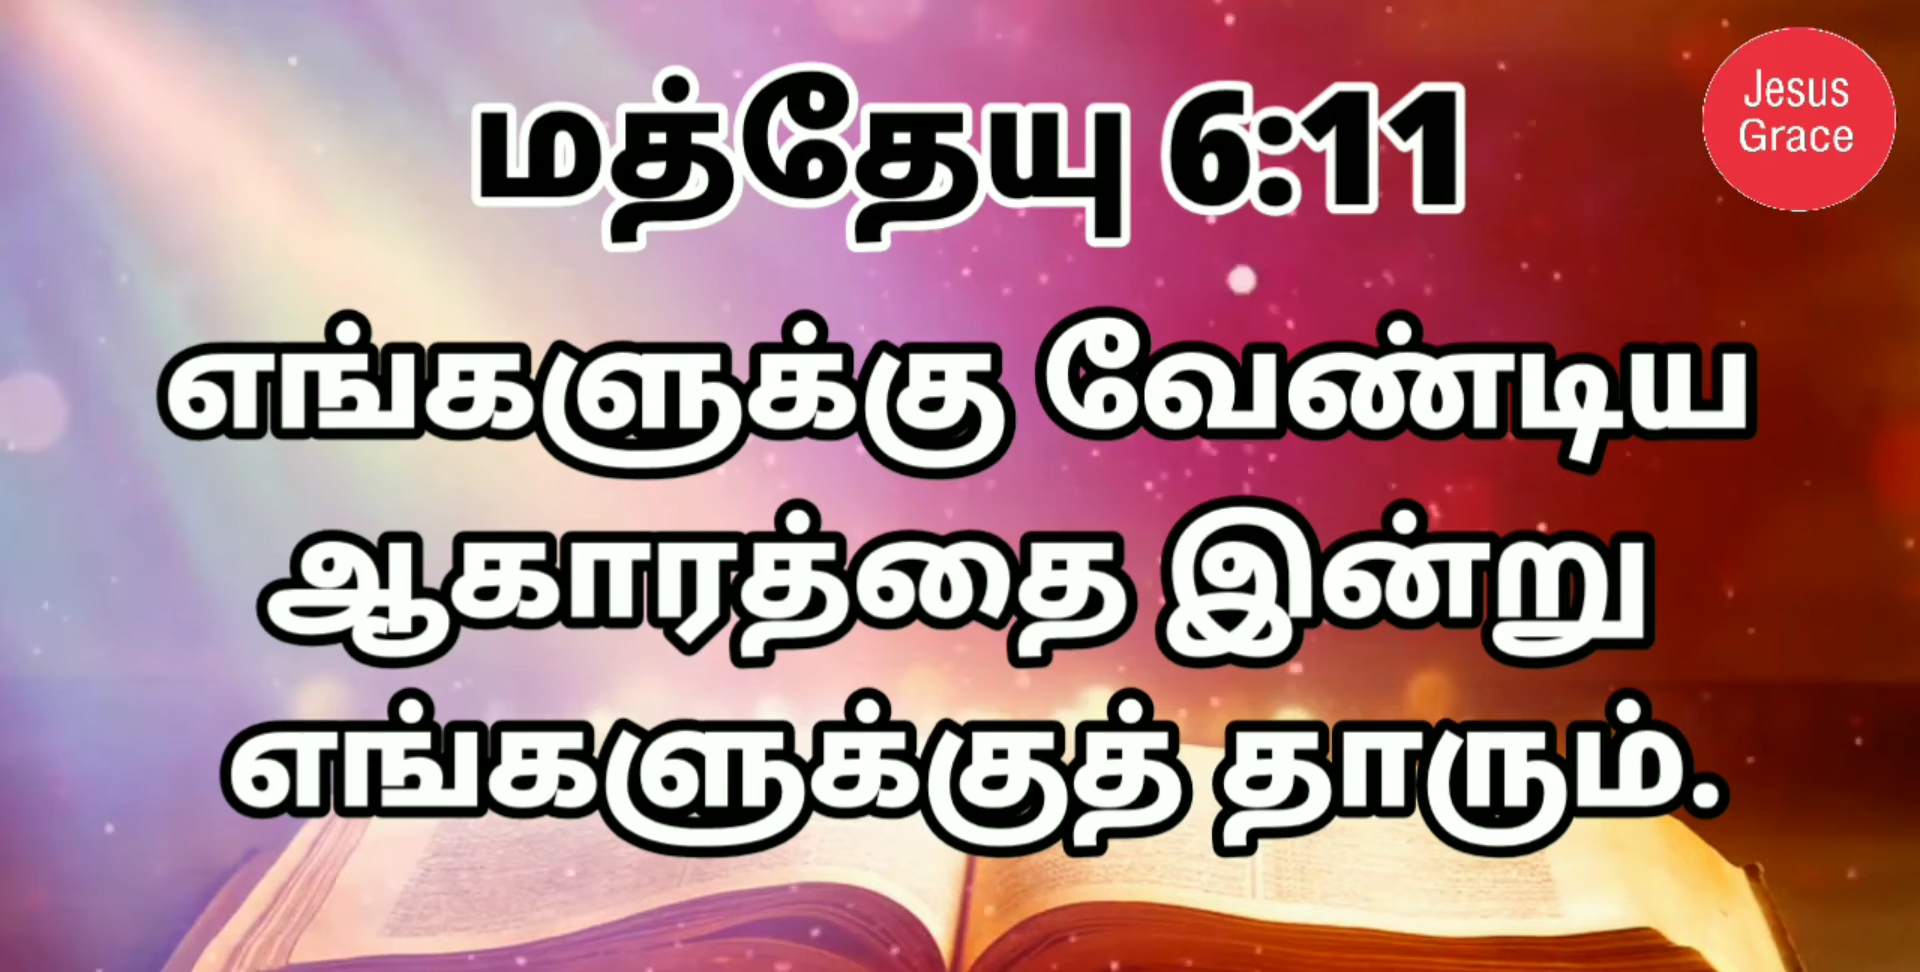 மத்தேயு 6:11
Jesus
Grace
எங்களுக்கு வேண்டிய
ஆகாரத்தை இன்று
எங்களுக்குத் தாரும்.